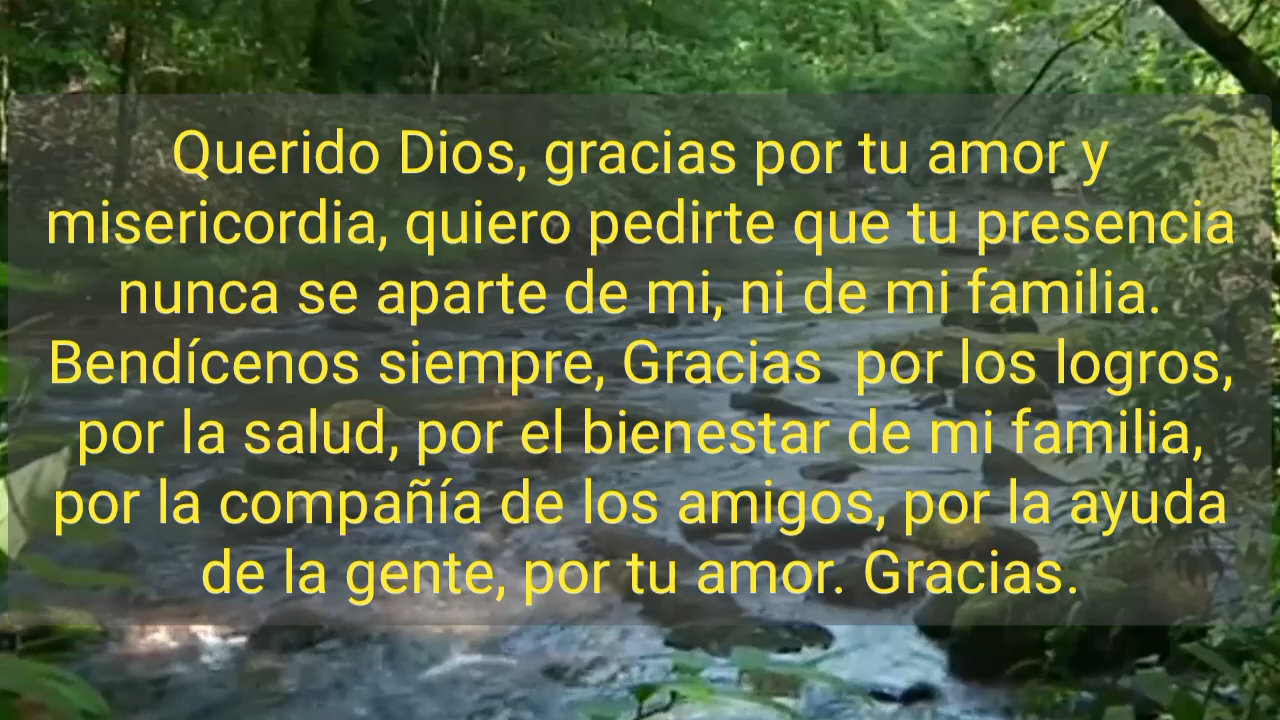 Querido Dios, gracias por tu amor y
misericordia, quiero pedirte que tu presencia
nunca se aparte de mi, ni de mi familia.
Bendícenos siempre, Gracias  por los logros,
por la salud, por el bienestar de mi familia,
por la compañía de los amigos, por la ayuda
de la gente, por tu amor. Gracias.